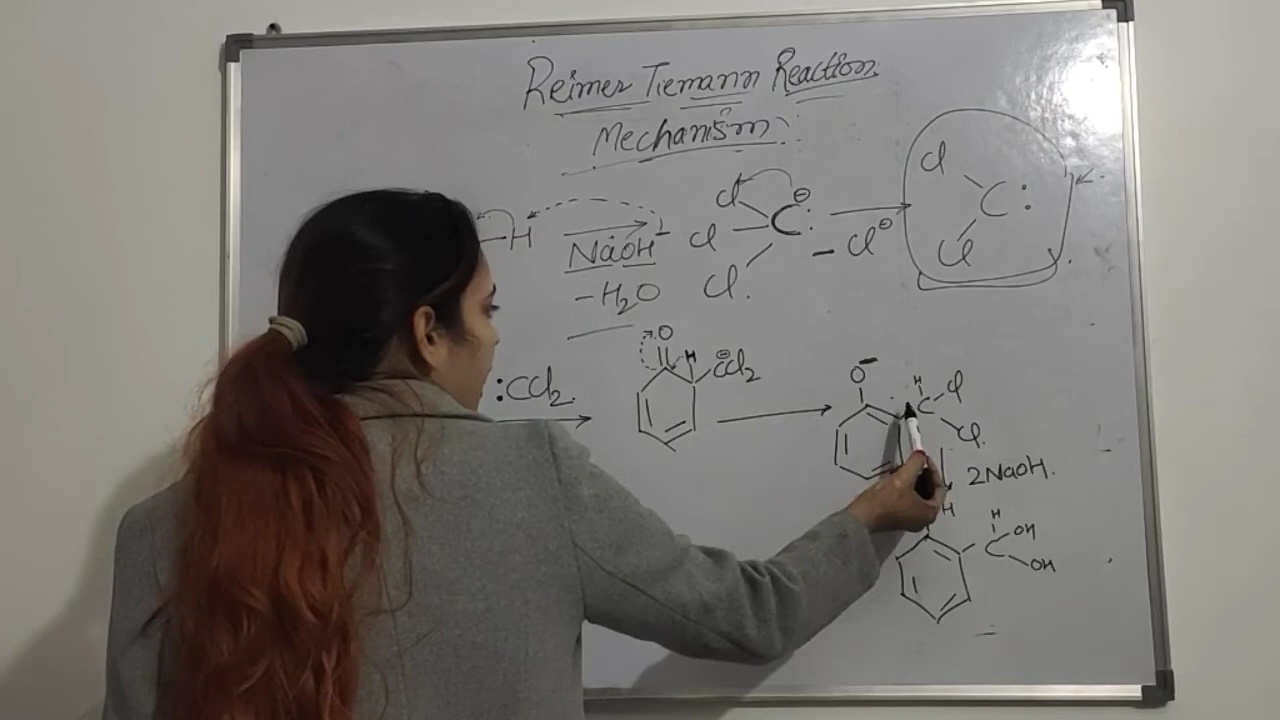 Reimer Tiemann Reaction
Mechanism:
H NaOH Cl C:⊖ Cl Cl. – Cl⊖ Cl C: Cl
–H₂O
:CCl₂. O H ⊖CCl₂ O⁻ H C Cl Cl.
2NaOH.
H H C OH OH